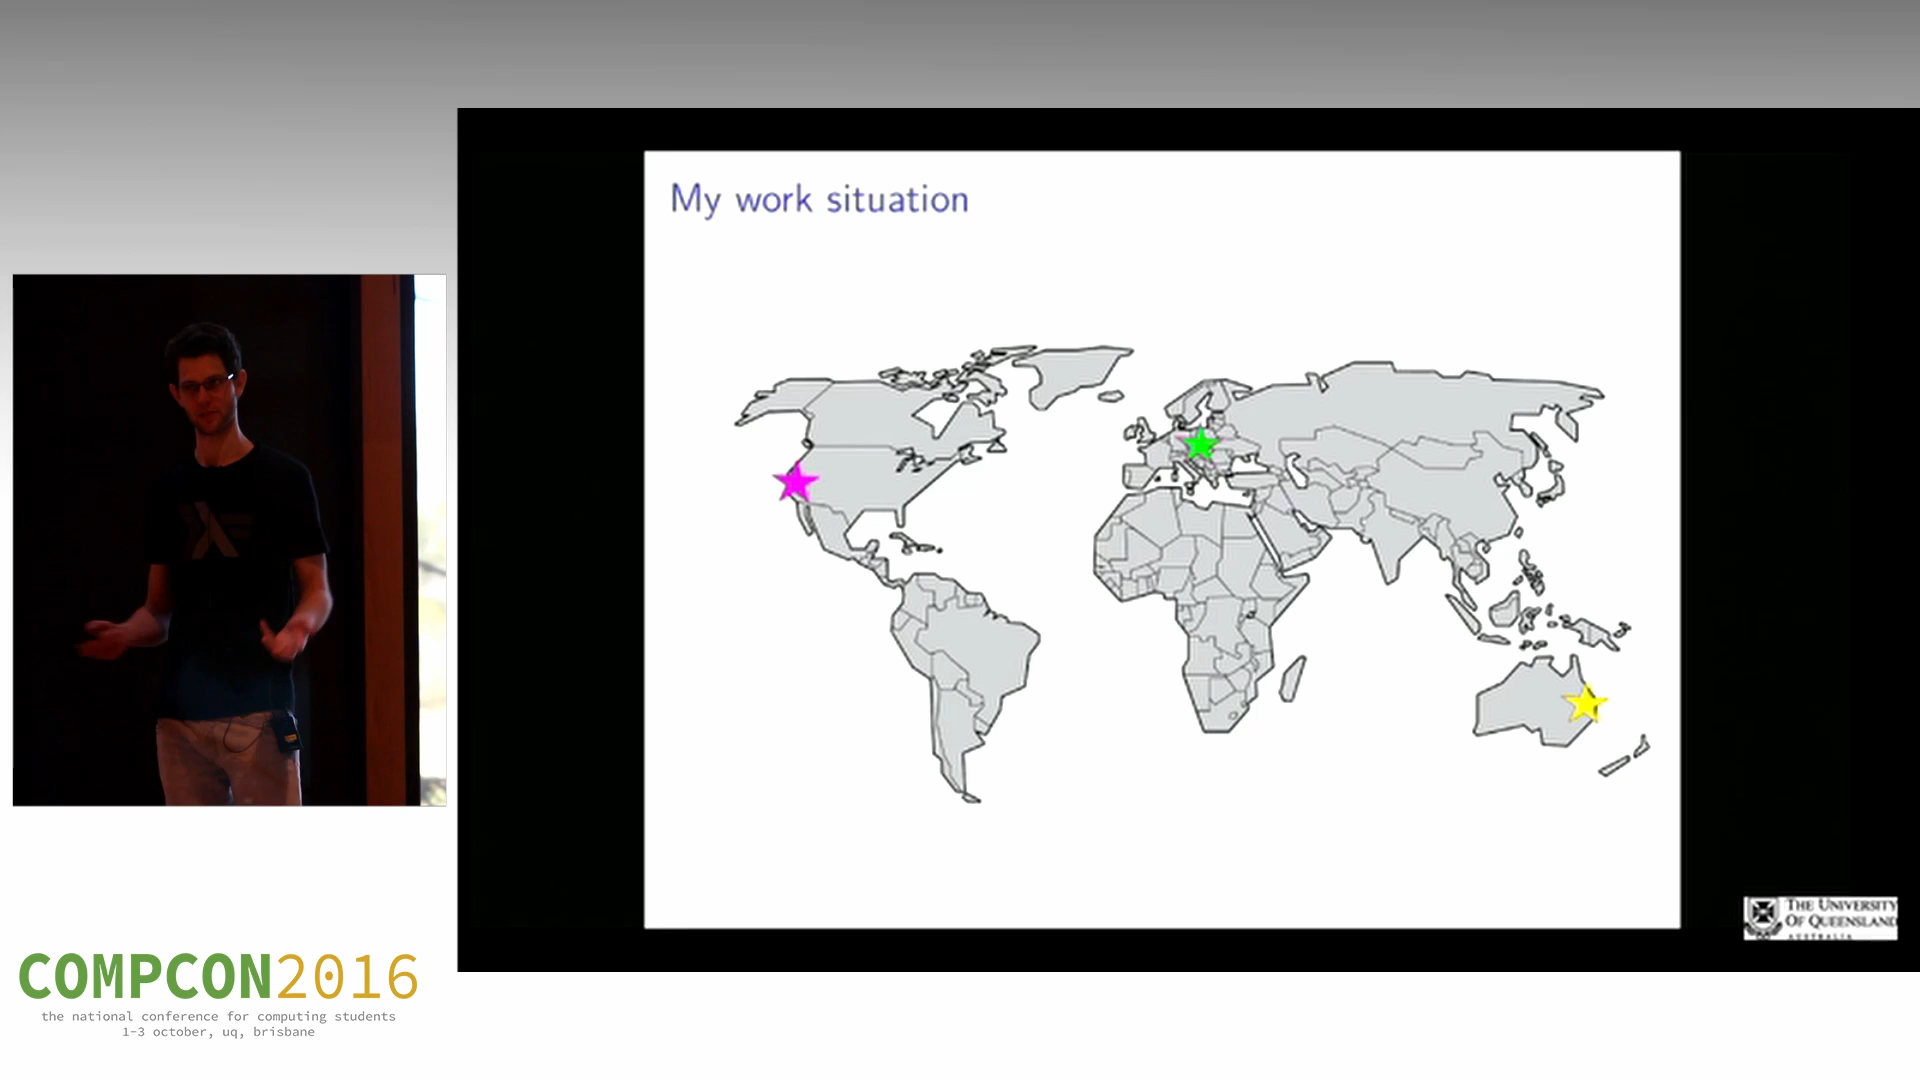 My work situation
THE UNIVERSITY
OF QUEENSLAND
AUSTRALIA
COMPCON2016
the national conference for computing students
1-3 october, uq, brisbane